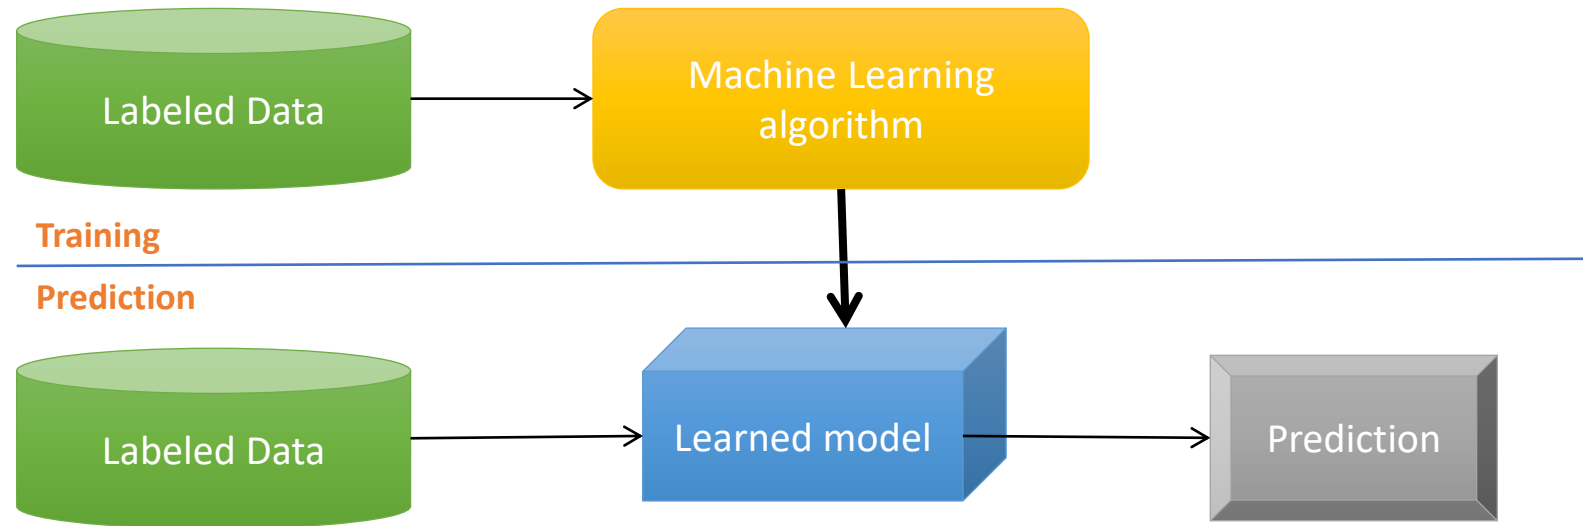 Labeled Data
Machine Learning
algorithm
Training
Prediction
Labeled Data
Learned model
Prediction